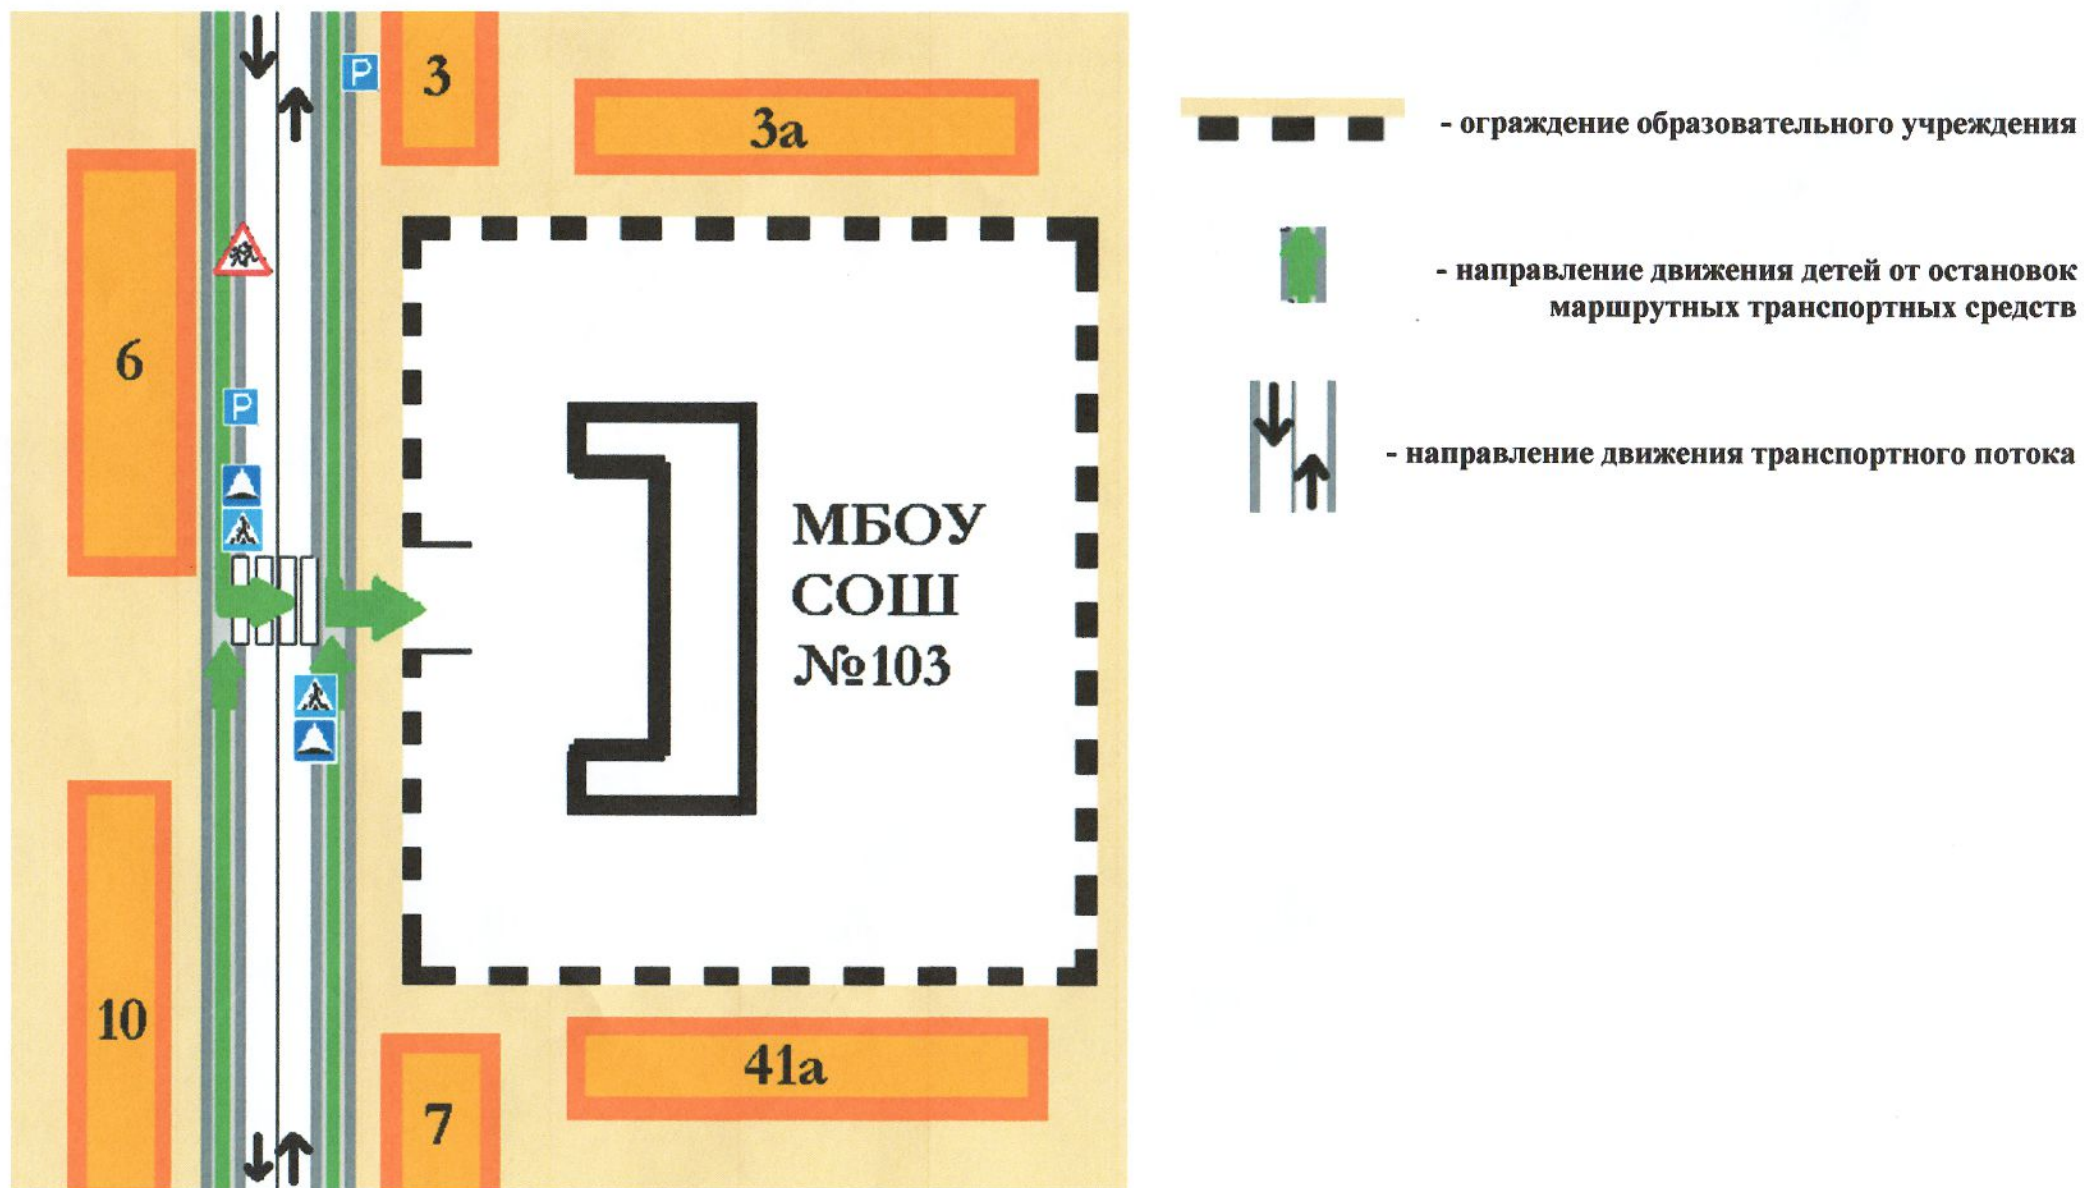 3
3а
6
10
7
41а
P
P
МБОУ
СОШ
№103
- ограждение образовательного учреждения
- направление движения детей от остановок
маршрутных транспортных средств
- направление движения транспортного потока